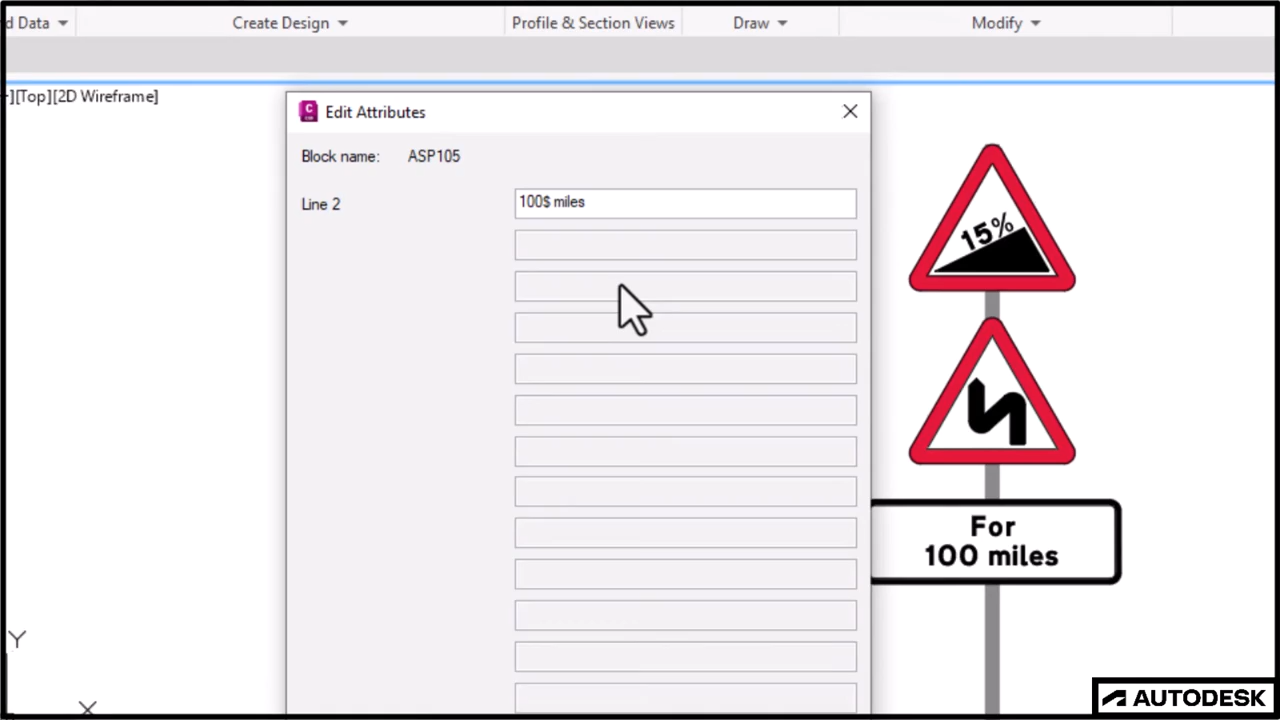 d Data
Create Design
Profile & Section Views
Draw
Modify
][Top][2D Wireframe]
Edit Attributes
Block name: ASP105
Line 2
100$ miles
15%
For
100 miles
Y
X
AUTODESK